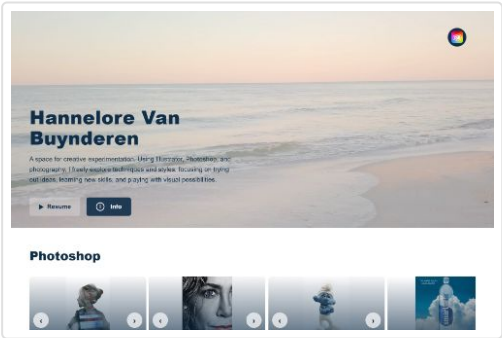 Hannelore Van
Buynderen
A space for creative experimentation. Using Illustrator, Photoshop, and
photography, I freely explore techniques and styles, focusing on trying
out ideas, learning new skills, and playing with visual possibilities.
Resume
Info
Photoshop